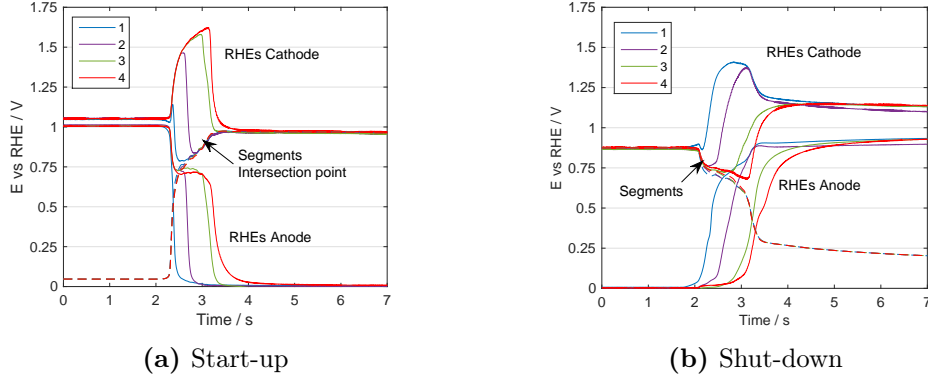 1.75
1.5
1.25
1
0.75
0.5
0.25
0
E vs RHE / V
0 1 2 3 4 5 6 7
Time / s
1
2
3
4
RHEs Cathode
Segments
Intersection point
RHEs Anode
(a) Start-up
1.75
1.5
1.25
1
0.75
0.5
0.25
0
E vs RHE / V
0 1 2 3 4 5 6 7
Time / s
1
2
3
4
RHEs Cathode
Segments
RHEs Anode
(b) Shut-down